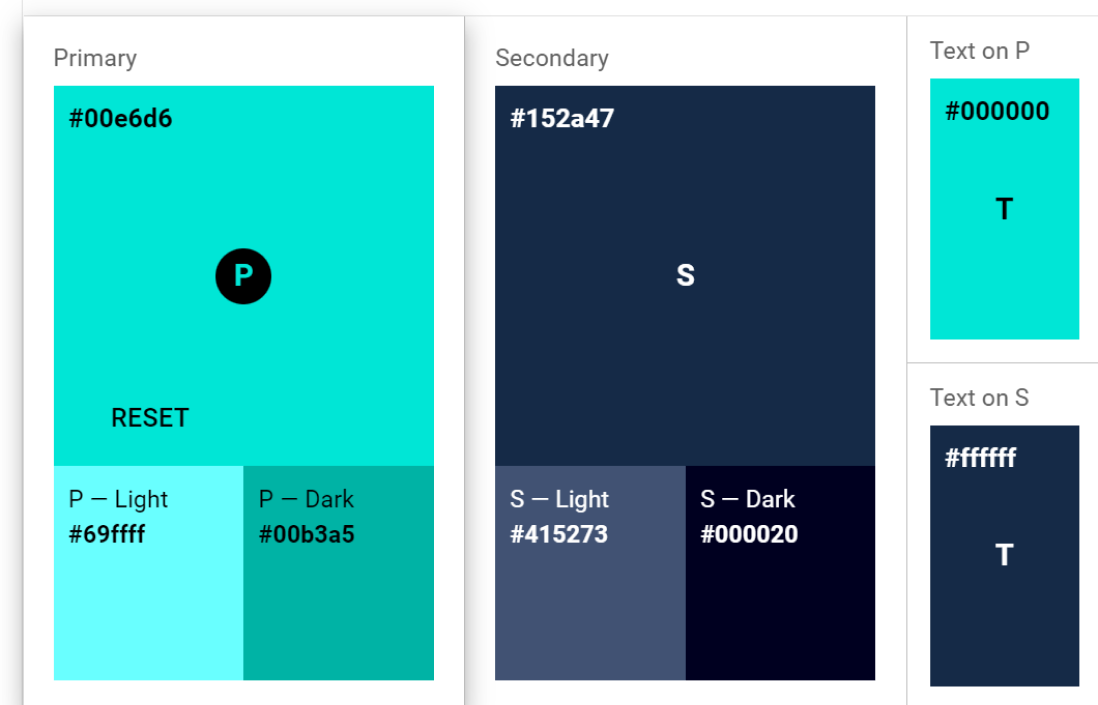 Primary
#00e6d6
P
RESET
P — Light
#69ffff
P — Dark
#00b3a5
Secondary
#152a47
S
S — Light
#415273
S — Dark
#000020
Text on P
#000000
T
Text on S
#ffffff
T